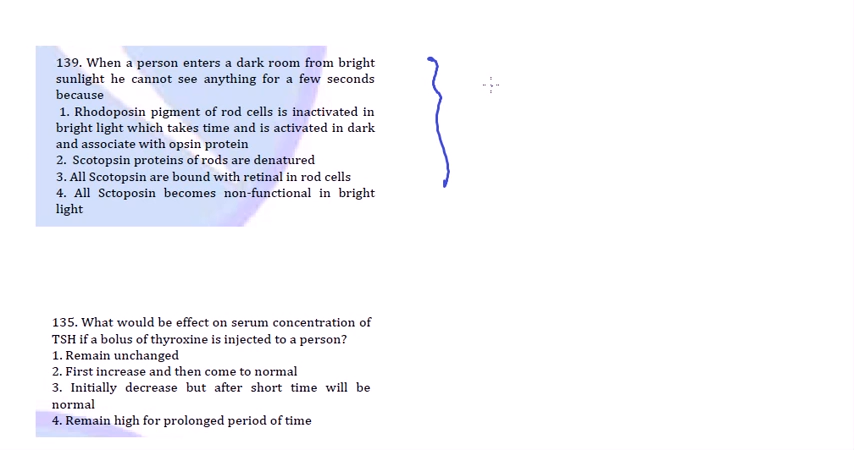 139. When a person enters a dark room from bright
sunlight he cannot see anything for a few seconds
because
1. Rhodoposin pigment of rod cells is inactivated in
bright light which takes time and is activated in dark
and associate with opsin protein
2. Scotopsin proteins of rods are denatured
3. All Scotopsin are bound with retinal in rod cells
4. All Sctoposin becomes non-functional in bright
light
135. What would be effect on serum concentration of
TSH if a bolus of thyroxine is injected to a person?
1. Remain unchanged
2. First increase and then come to normal
3. Initially decrease but after short time will be
normal
4. Remain high for prolonged period of time